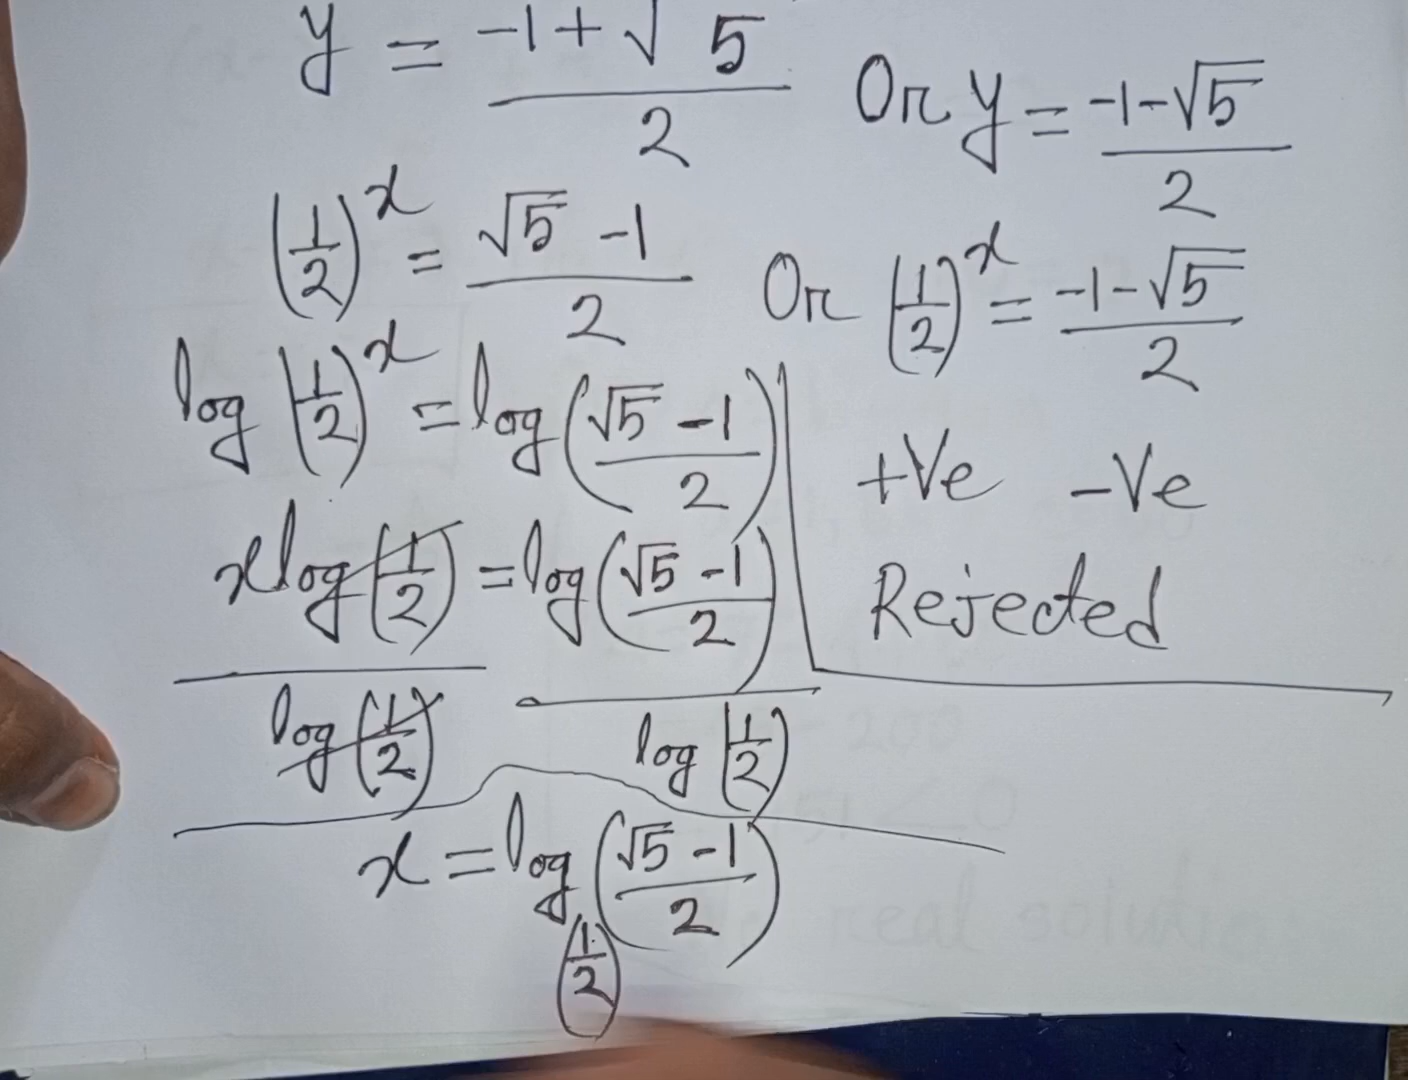 y = (-1+√5)/2 Or y = (-1-√5)/2
(1/2)^x = (√5 -1)/2 Or (1/2)^x = (-1-√5)/2
log (1/2)^x = log((√5 -1)/2)
+Ve -Ve
x log(1/2) = log((√5 -1)/2)
Rejected
log(1/2) log(1/2)
x = log_(1/2) ((√5 -1)/2)
real solution